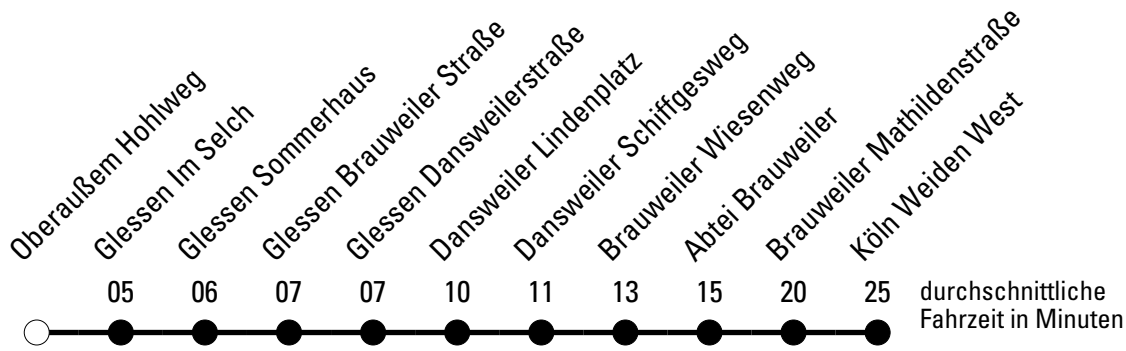 Oberaußem Hohlweg
Glessen Im Selch
Glessen Sommerhaus
Glessen Brauweiler Straße
Glessen Dansweilerstraße
Dansweiler Lindenplatz
Dansweiler Schiffgesweg
Brauweiler Wiesenweg
Abtei Brauweiler
Brauweiler Mathildenstraße
Köln Weiden West
05 06 07 07 10 11 13 15 20 25
durchschnittliche
Fahrzeit in Minuten